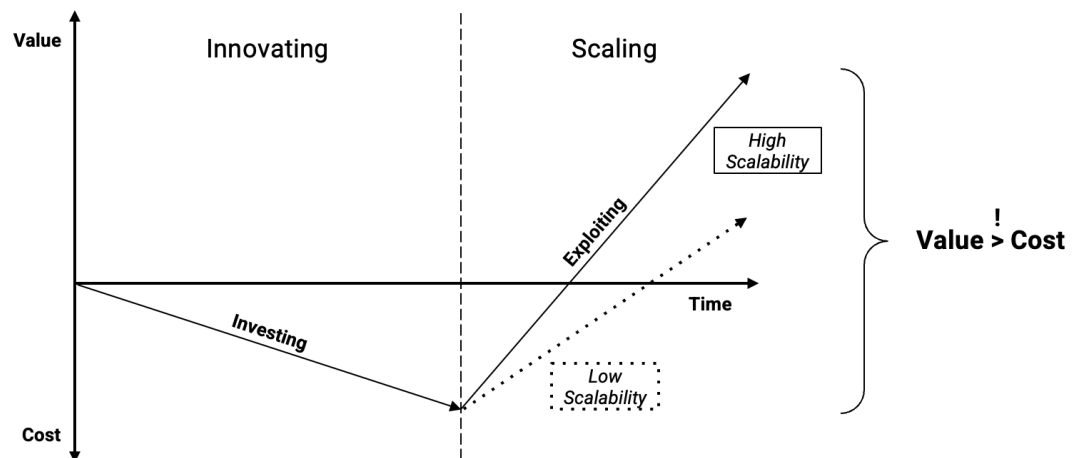 Value
Innovating
Scaling
High
Scalability
Exploiting
!
Value > Cost
Time
Investing
Low
Scalability
Cost